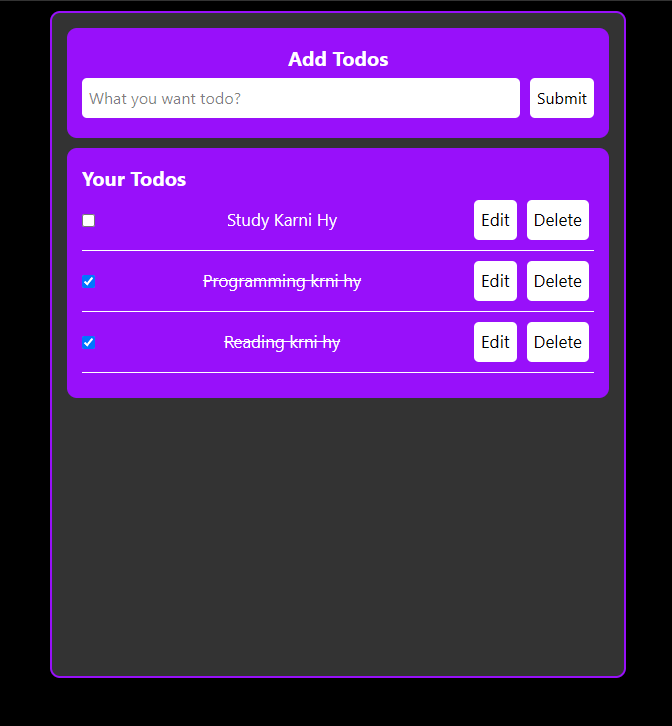 Add Todos
What you want todo? Submit
Your Todos
Study Karni Hy Edit Delete
Programming krni hy Edit Delete
Reading krni hy Edit Delete